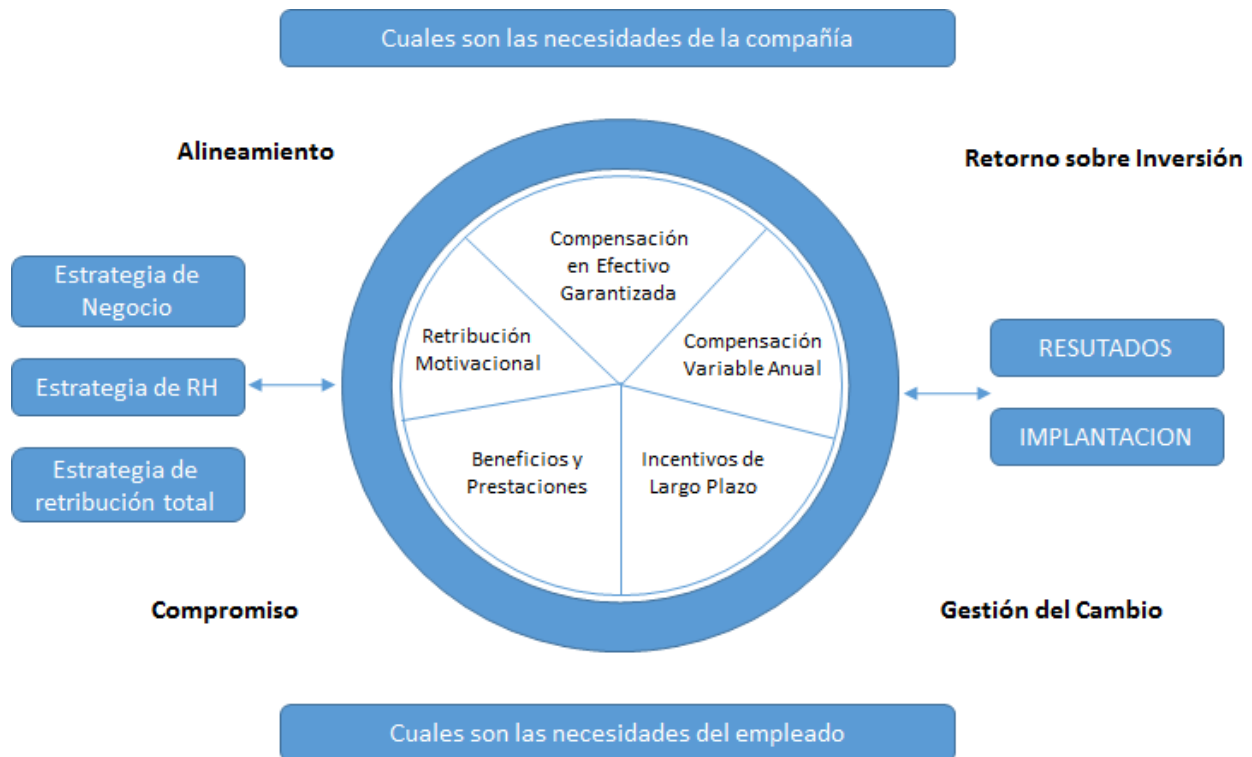 Cuales son las necesidades de la compañía
Alineamiento
Retorno sobre Inversión
Compensación
en Efectivo
Garantizada
Estrategia de
Negocio
Retribución
Motivacional
Compensación
Variable Anual
RESUTADOS
Estrategia de RH
IMPLANTACION
Beneficios y
Prestaciones
Incentivos de
Largo Plazo
Estrategia de
retribución total
Compromiso
Gestión del Cambio
Cuales son las necesidades del empleado